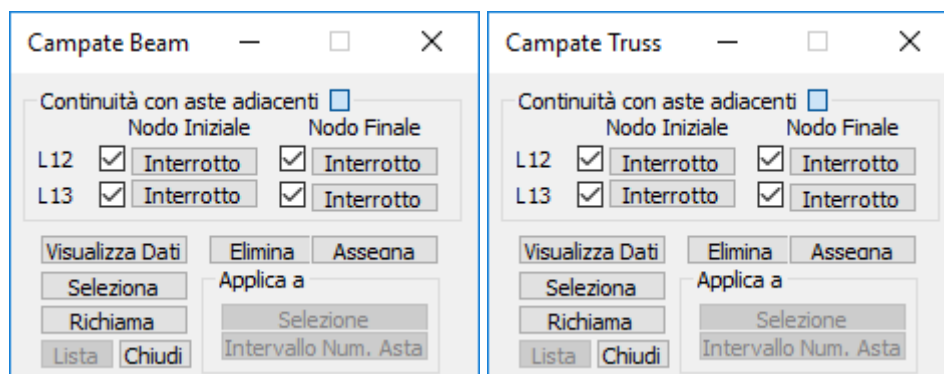 Campate Beam
Continuità con aste adiacenti
Nodo Iniziale Nodo Finale
L12 Interrotto Interrotto
L13 Interrotto Interrotto
Visualizza Dati Elimina Assegna
Seleziona Applica a
Richiama Selezione
Lista Chiudi Intervallo Num. Asta
Campate Truss
Continuità con aste adiacenti
Nodo Iniziale Nodo Finale
L12 Interrotto Interrotto
L13 Interrotto Interrotto
Visualizza Dati Elimina Assegna
Seleziona Applica a
Richiama Selezione
Lista Chiudi Intervallo Num. Asta